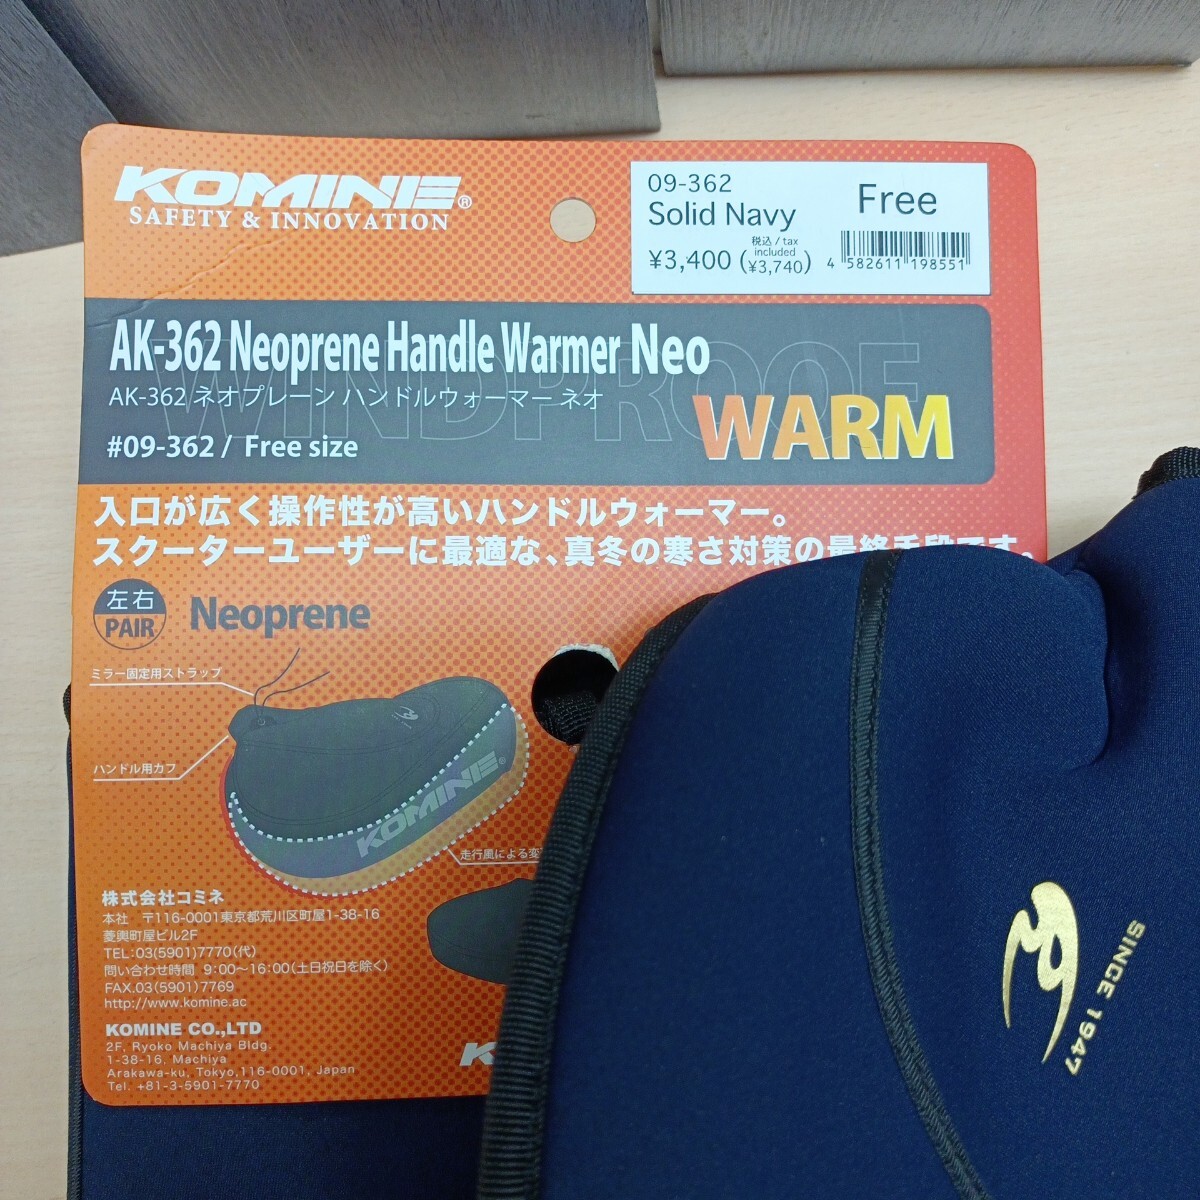 KOMINE®
SAFETY & INNOVATION
09-362
Solid Navy
Free
¥3,400 (税込/tax included ¥3,740)
4 582611 198551
WINDPROOF
AK-362 Neoprene Handle Warmer Neo
AK-362 ネオプレーン ハンドルウォーマー ネオ
#09-362 / Free size
WARM
入口が広く操作性が高いハンドルウォーマー。
スクーターユーザーに最適な、真冬の寒さ対策の最終手段です。
左右
PAIR
Neoprene
ミラー固定用ストラップ
ハンドル用カフ
KOMINE®
走行風による変
株式会社コミネ
本社 〒116-0001東京都荒川区町屋1-38-16
菱興町屋ビル2F
TEL:03(5901)7770(代)
問い合わせ時間 9:00〜16:00(土日祝日を除く)
FAX.03(5901)7769
http://www.komine.ac
KOMINE CO.,LTD
2F, Ryoko Machiya Bldg.
1-38-16, Machiya
Arakawa-ku, Tokyo,116-0001, Japan
Tel. +81-3-5901-7770
SINCE 1947